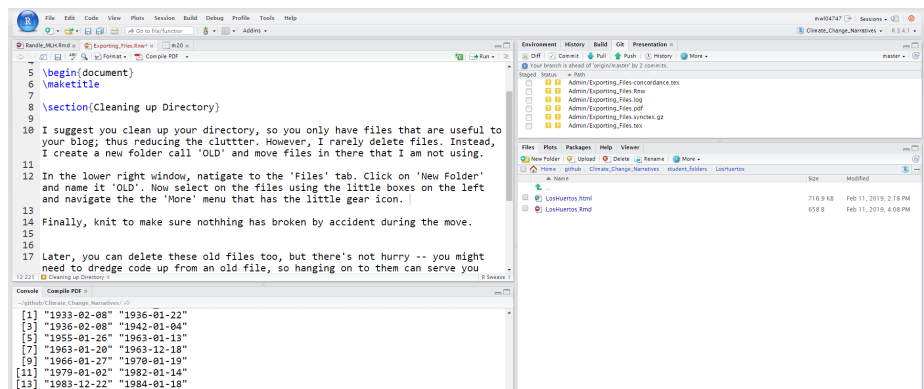 R File Edit Code View Plots Session Build Debug Profile Tools Help
mwl04747 Sessions
Go to file/function Addins
Climate_Change_Narratives R 3.4.1
Randle_MLH.Rmd Exporting_Files.Rnw* m20
Format Compile PDF Run
5 \begin{document}
6 \maketitle
7
8 \section{Cleaning up Directory}
9
10 I suggest you clean up your directory, so you only have files that are useful to
your blog; thus reducing the cluttter. However, I rarely delete files. Instead,
I create a new folder call 'OLD' and move files in there that I am not using.
11
12 In the lower right window, natigate to the 'Files' tab. Click on 'New Folder'
and name it 'OLD'. Now select on the files using the little boxes on the left
and navigate the the 'More' menu that has the little gear icon.
13
14 Finally, knit to make sure nothhing has broken by accident during the move.
15
16
17 Later, you can delete these old files too, but there's not hurry -- you might
need to dredge code up from an old file, so hanging on to them can serve you
12:221 Cleaning up Directory R Sweave
Console Compile PDF
~/github/Climate_Change_Narratives/
[1] "1933-02-08" "1936-01-22"
[3] "1936-02-08" "1942-01-04"
[5] "1955-01-26" "1963-01-13"
[7] "1963-01-20" "1963-12-18"
[9] "1966-01-27" "1970-01-19"
[11] "1979-01-02" "1982-01-14"
[13] "1983-12-22" "1984-01-18"
Environment History Build Git Presentation
Diff Commit Pull Push History More master
Your branch is ahead of 'origin/master' by 2 commits.
Staged Status Path
? ? Admin/Exporting_Files-concordance.tex
? ? Admin/Exporting_Files.Rnw
? ? Admin/Exporting_Files.log
? ? Admin/Exporting_Files.pdf
? ? Admin/Exporting_Files.synctex.gz
? ? Admin/Exporting_Files.tex
Files Plots Packages Help Viewer
New Folder Upload Delete Rename More
Home github Climate_Change_Narratives student_folders LosHuertos
Name Size Modified
..
LosHuertos.html 716.9 KB Feb 11, 2019, 2:18 PM
LosHuertos.Rmd 658 B Feb 11, 2019, 4:08 PM